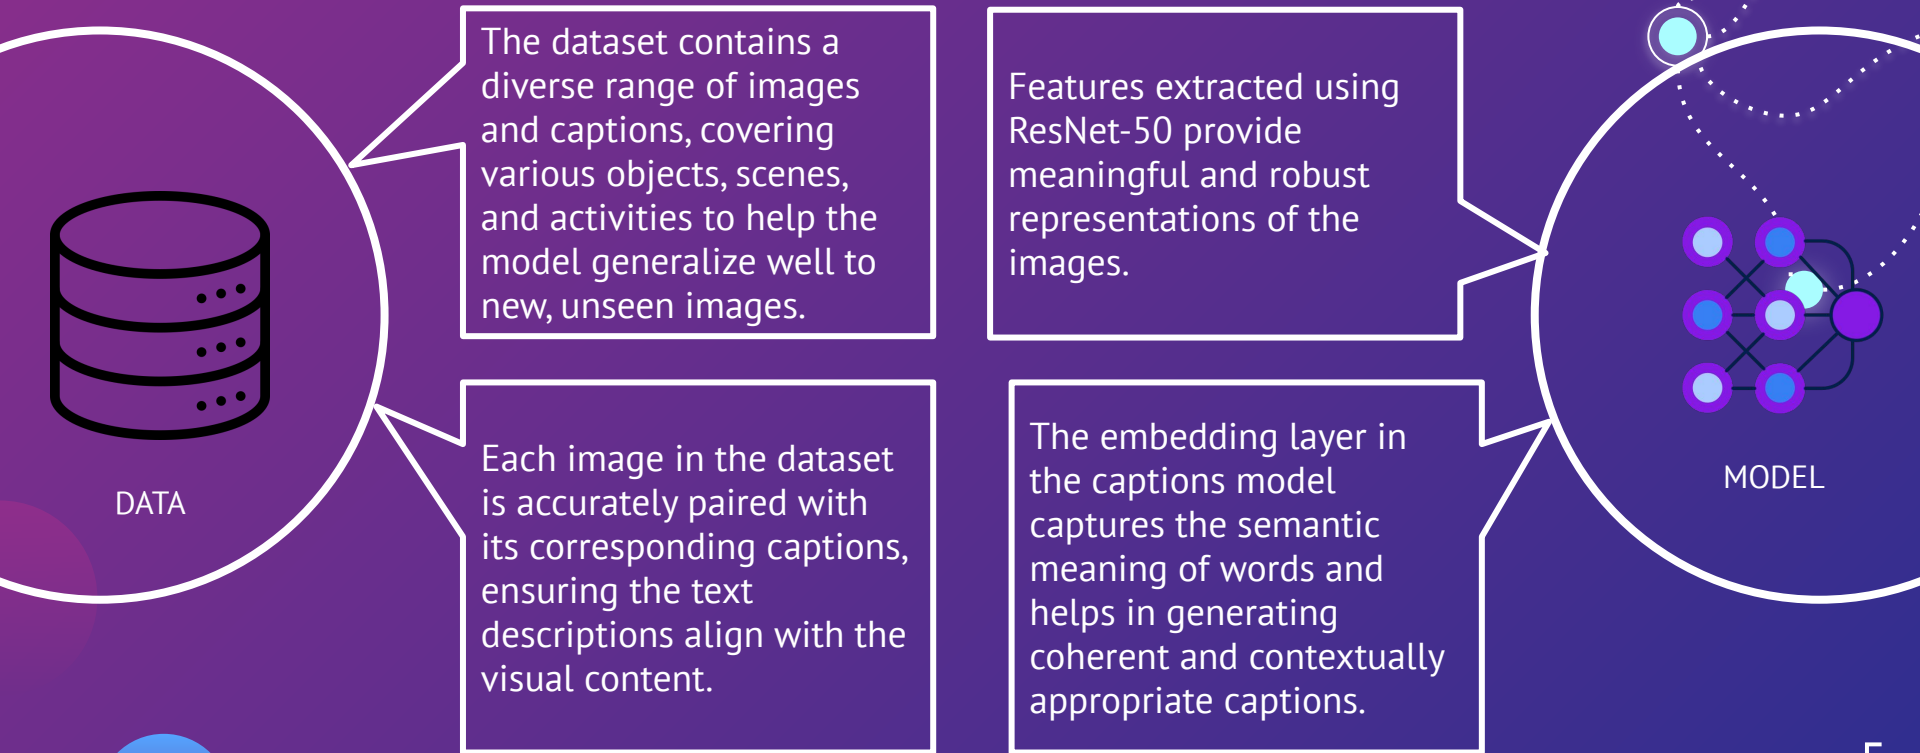 The dataset contains a
diverse range of images
and captions, covering
various objects, scenes,
and activities to help the
model generalize well to
new, unseen images.
Features extracted using
ResNet-50 provide
meaningful and robust
representations of the
images.
DATA
Each image in the dataset
is accurately paired with
its corresponding captions,
ensuring the text
descriptions align with the
visual content.
The embedding layer in
the captions model
captures the semantic
meaning of words and
helps in generating
coherent and contextually
appropriate captions.
MODEL